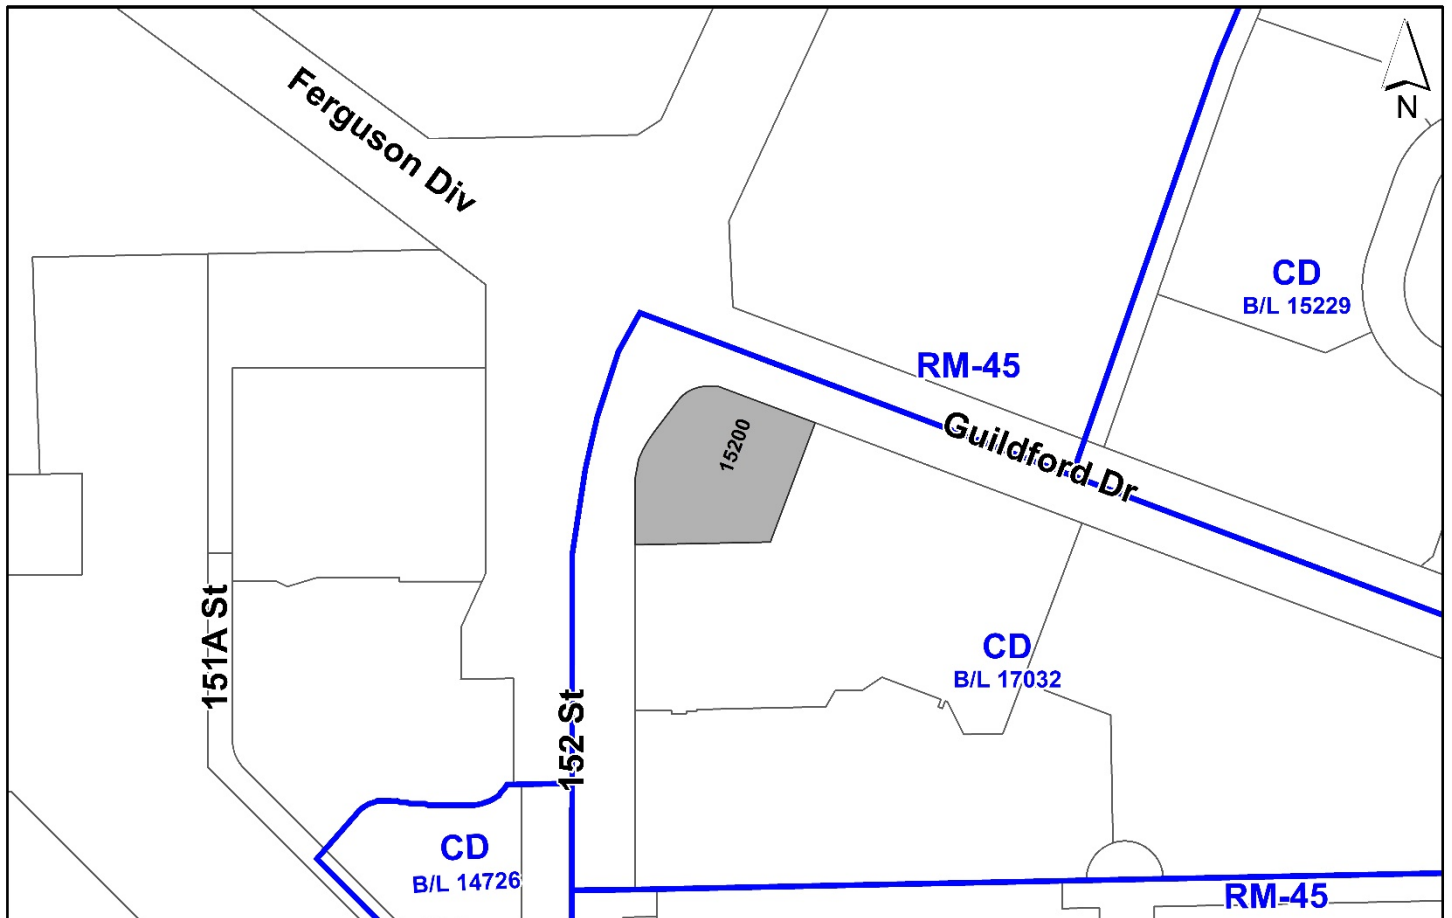 N
Ferguson Div
CD
B/L 15229
RM-45
Guildford Dr
15200
151A St
CD
B/L 17032
152 St
CD
B/L 14726
RM-45